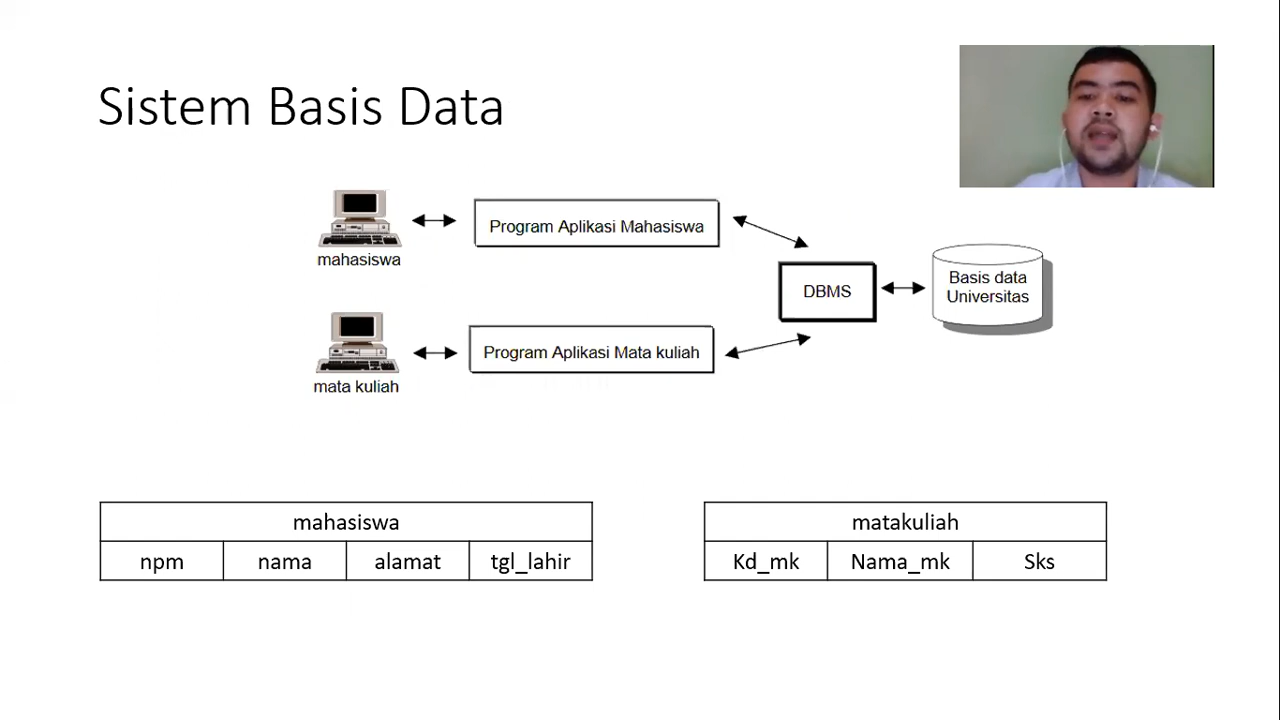 Sistem Basis Data
Program Aplikasi Mahasiswa
mahasiswa
DBMS
Basis data
Universitas
Program Aplikasi Mata kuliah
mata kuliah
mahasiswa
npm nama alamat tgl_lahir
matakuliah
Kd_mk Nama_mk Sks